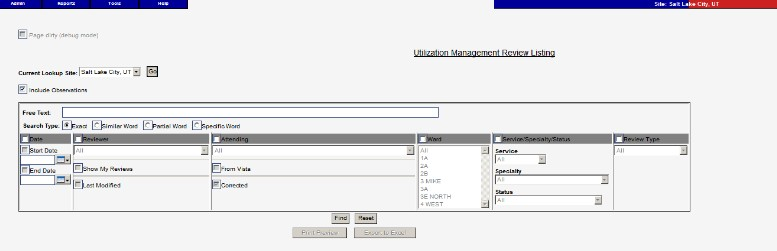 Admin Reports Tools Help Site: Salt Lake City, UT
Page dirty (debug mode)
Utilization Management Review Listing
Current Lookup Site: Salt Lake City, UT Go
Include Observations
Free Text:
Search Type: Exact Similar Word Partial Word Specific Word
Date Reviewer Attending Ward Service/Specialty/Status Review Type
Start Date All All All Service All
1A
All
2A
End Date Show My Reviews From Vista 2B Specialty
3 MIKE All
Last Modified Corrected 3A Status
3E NORTH All
4 WEST
Find Reset
Print Preview Export to Excel